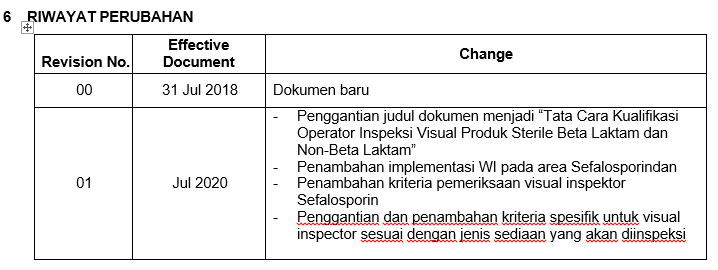 6 RIWAYAT PERUBAHAN
Revision No.
Effective
Document
Change
00
31 Jul 2018
Dokumen baru
01
Jul 2020
- Penggantian judul dokumen menjadi “Tata Cara Kualifikasi
Operator Inspeksi Visual Produk Sterile Beta Laktam dan
Non-Beta Laktam”
- Penambahan implementasi WI pada area Sefalosporindan
- Penambahan kriteria pemeriksaan visual inspektor
Sefalosporin
- Penggantian dan penambahan kriteria spesifik untuk visual
inspector sesuai dengan jenis sediaan yang akan diinspeksi